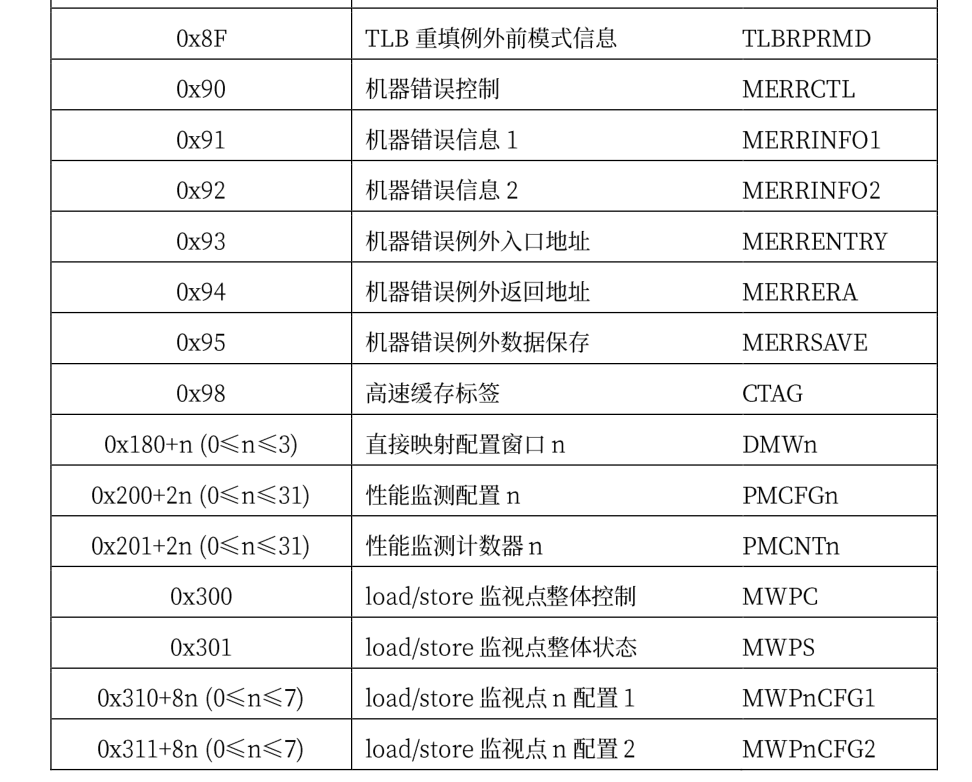 0x8F TLB 重填例外前模式信息 TLBRPRMD
0x90 机器错误控制 MERRCTL
0x91 机器错误信息 1 MERRINFO1
0x92 机器错误信息 2 MERRINFO2
0x93 机器错误例外入口地址 MERRENTRY
0x94 机器错误例外返回地址 MERRERA
0x95 机器错误例外数据保存 MERRSAVE
0x98 高速缓存标签 CTAG
0x180+n (0≤n≤3) 直接映射配置窗口 n DMWn
0x200+2n (0≤n≤31) 性能监测配置 n PMCFGn
0x201+2n (0≤n≤31) 性能监测计数器 n PMCNTn
0x300 load/store 监视点整体控制 MWPC
0x301 load/store 监视点整体状态 MWPS
0x310+8n (0≤n≤7) load/store 监视点 n 配置 1 MWPnCFG1
0x311+8n (0≤n≤7) load/store 监视点 n 配置 2 MWPnCFG2